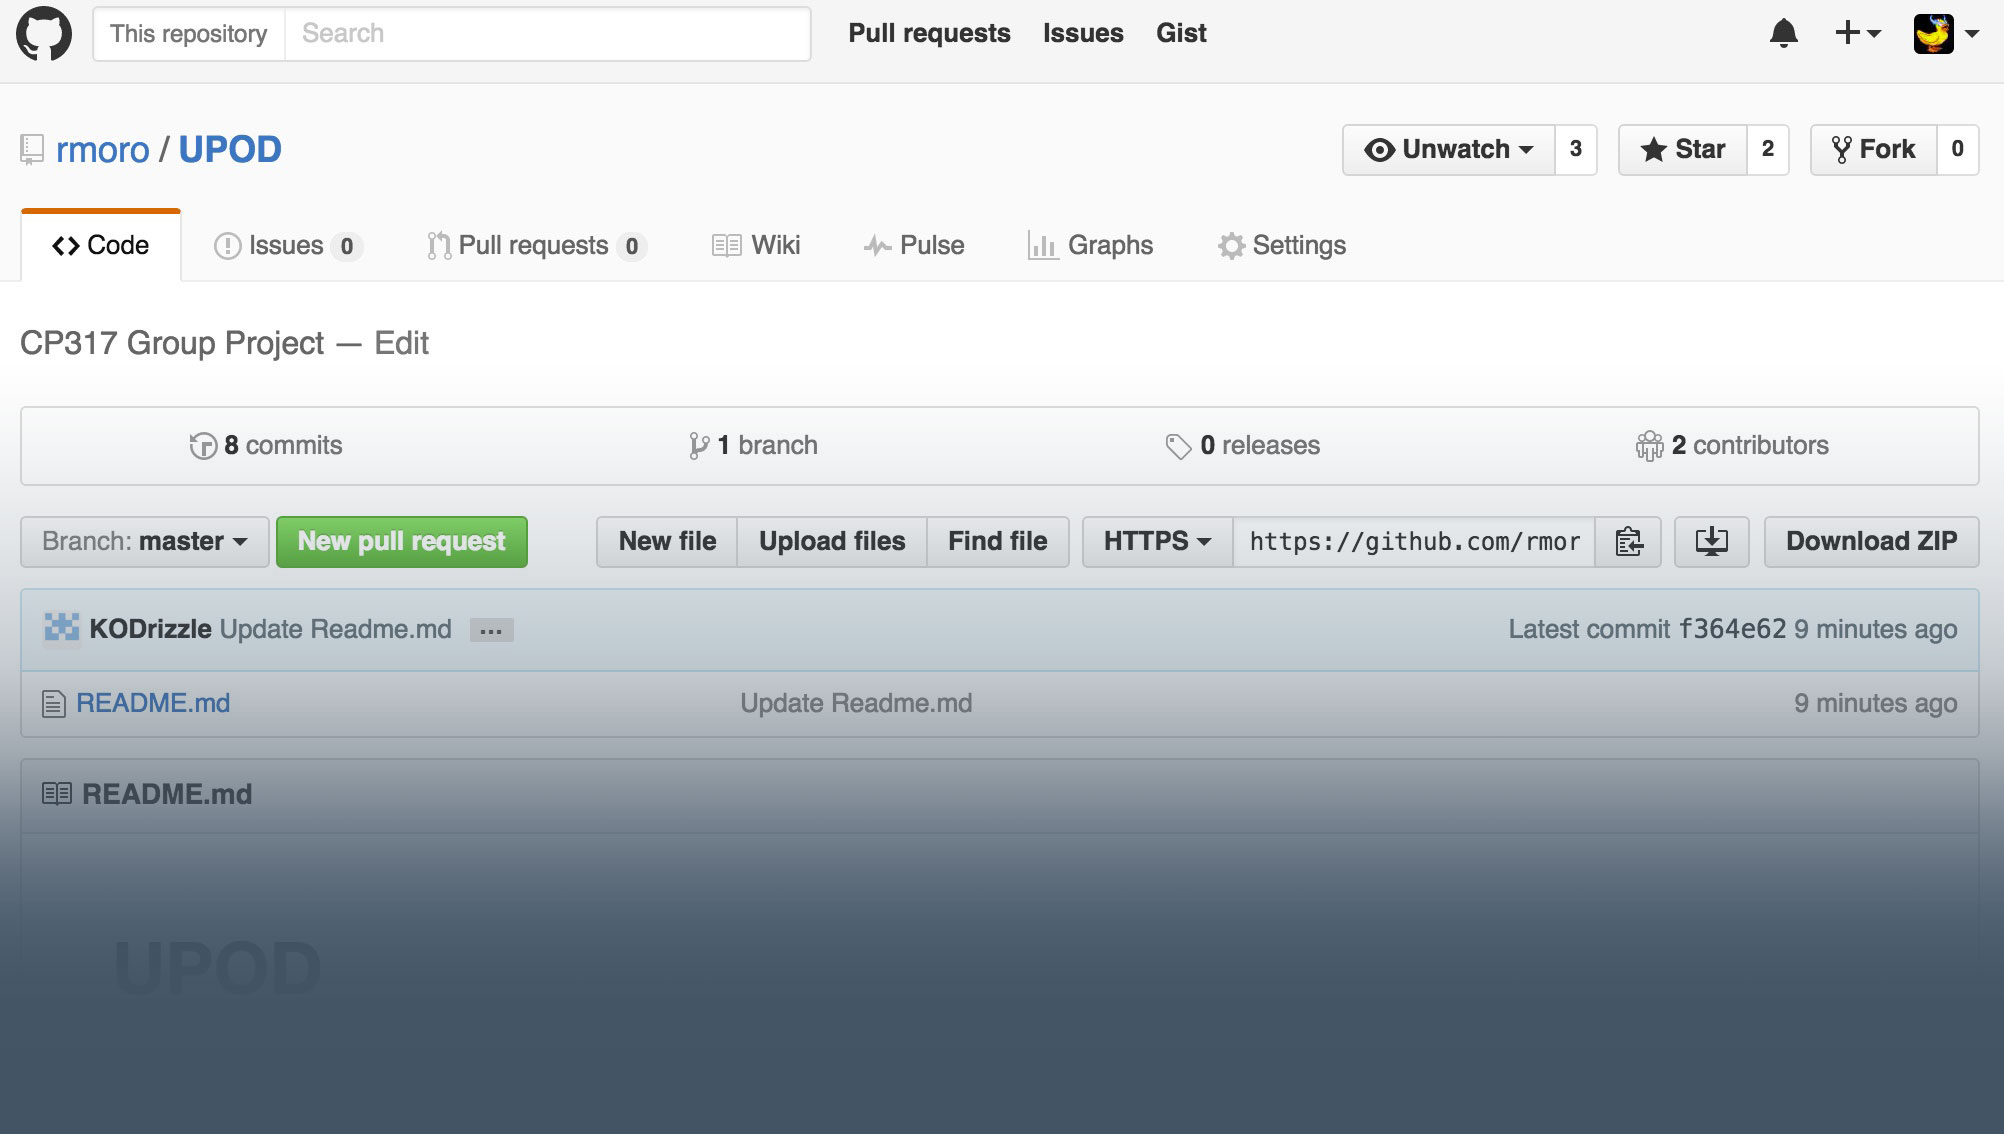 This repository Search Pull requests Issues Gist
rmoro / UPOD Unwatch 3 Star 2 Fork 0
Code Issues 0 Pull requests 0 Wiki Pulse Graphs Settings
CP317 Group Project — Edit
8 commits 1 branch 0 releases 2 contributors
Branch: master New pull request New file Upload files Find file HTTPS https://github.com/rmor Download ZIP
KODrizzle Update Readme.md ... Latest commit f364e62 9 minutes ago
README.md Update Readme.md 9 minutes ago
README.md
UPOD